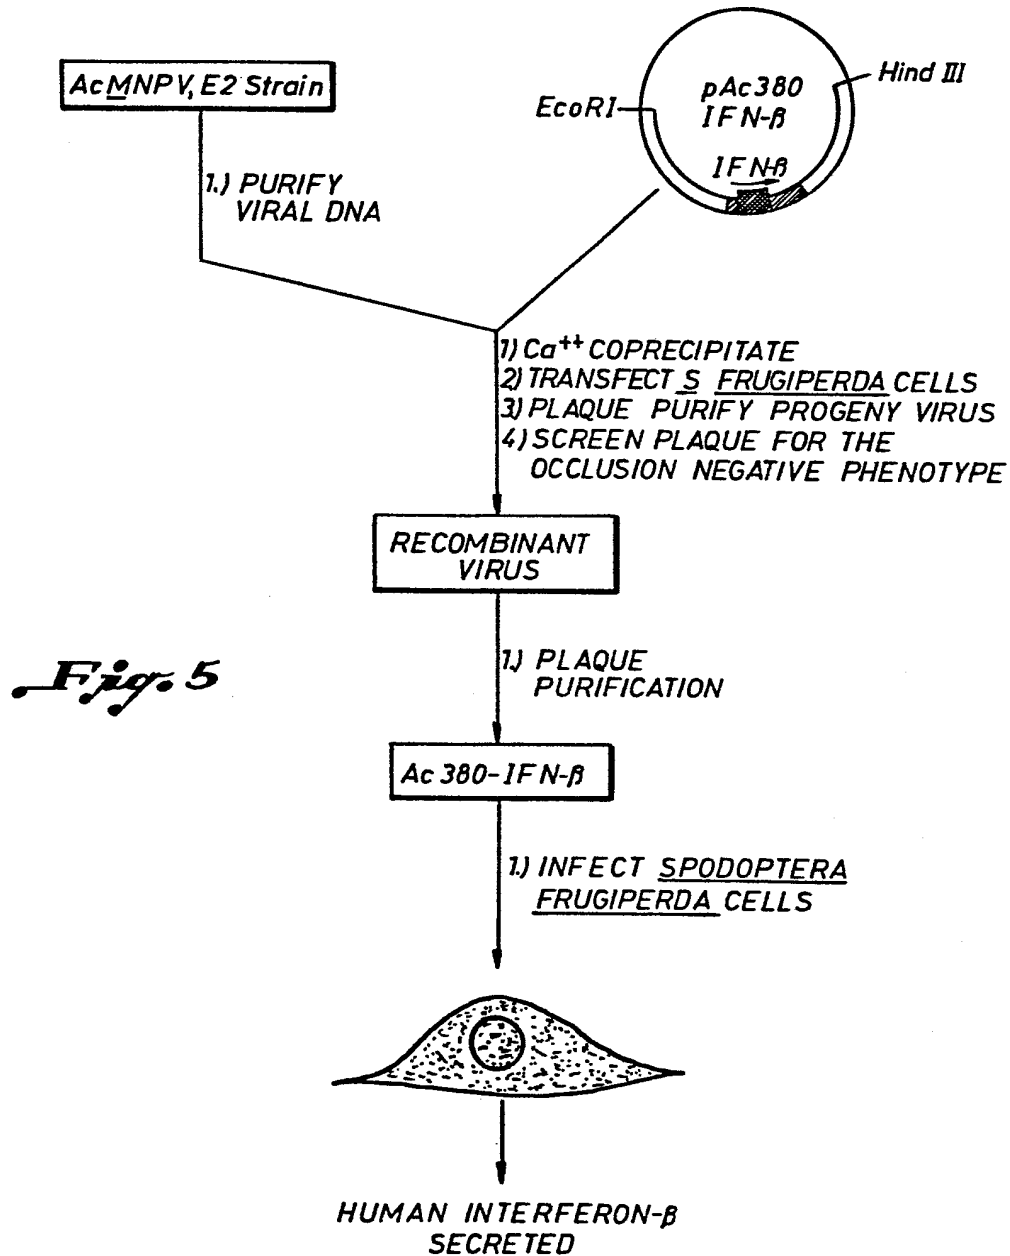 AcMNPV, E2 Strain
pAc380
IFN-β
Hind III
EcoRI
IFN-β
1.) PURIFY
VIRAL DNA
1) Ca++ COPRECIPITATE
2) TRANSFECT S FRUGIPERDA CELLS
3) PLAQUE PURIFY PROGENY VIRUS
4) SCREEN PLAQUE FOR THE
OCCLUSION NEGATIVE PHENOTYPE
RECOMBINANT
VIRUS
Fig. 5
1.) PLAQUE
PURIFICATION
Ac 380-IFN-β
1.) INFECT SPODOPTERA
FRUGIPERDA CELLS
HUMAN INTERFERON-β
SECRETED